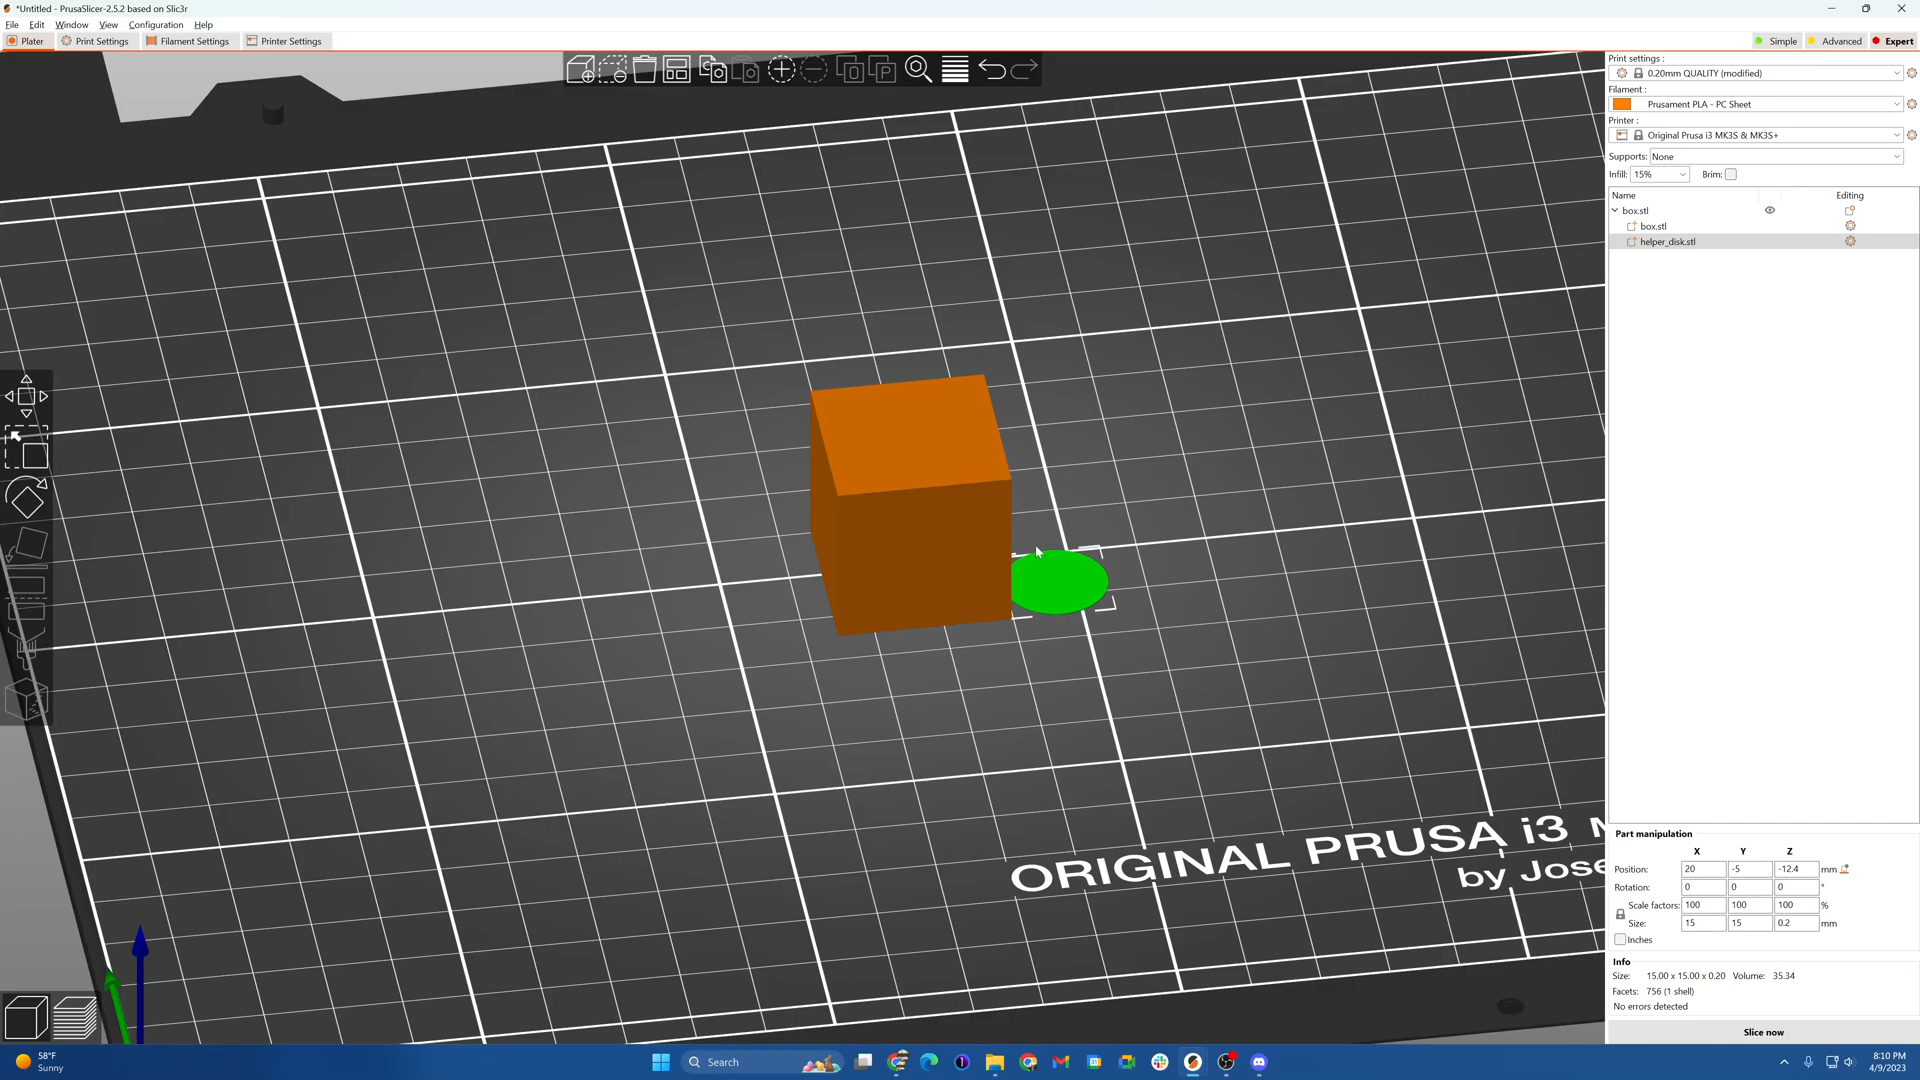 *Untitled - PrusaSlicer-2.5.2 based on Slic3r
File Edit Window View Configuration Help
Plater Print Settings Filament Settings Printer Settings
Simple Advanced Expert
Print settings :
0.20mm QUALITY (modified)
Filament :
Prusament PLA - PC Sheet
Printer :
Original Prusa i3 MK3S & MK3S+
Supports: None
Infill: 15% Brim:
Name Editing
box.stl
box.stl
helper_disk.stl
ORIGINAL PRUSA i3
by Jose
Part manipulation
X Y Z
Position: 20 -5 -12.4 mm
Rotation: 0 0 0 °
Scale factors: 100 100 100 %
Size: 15 15 0.2 mm
Inches
Info
Size: 15.00 x 15.00 x 0.20 Volume: 35.34
Facets: 756 (1 shell)
No errors detected
Slice now
58°F
Sunny
Search
8:10 PM
4/9/2023